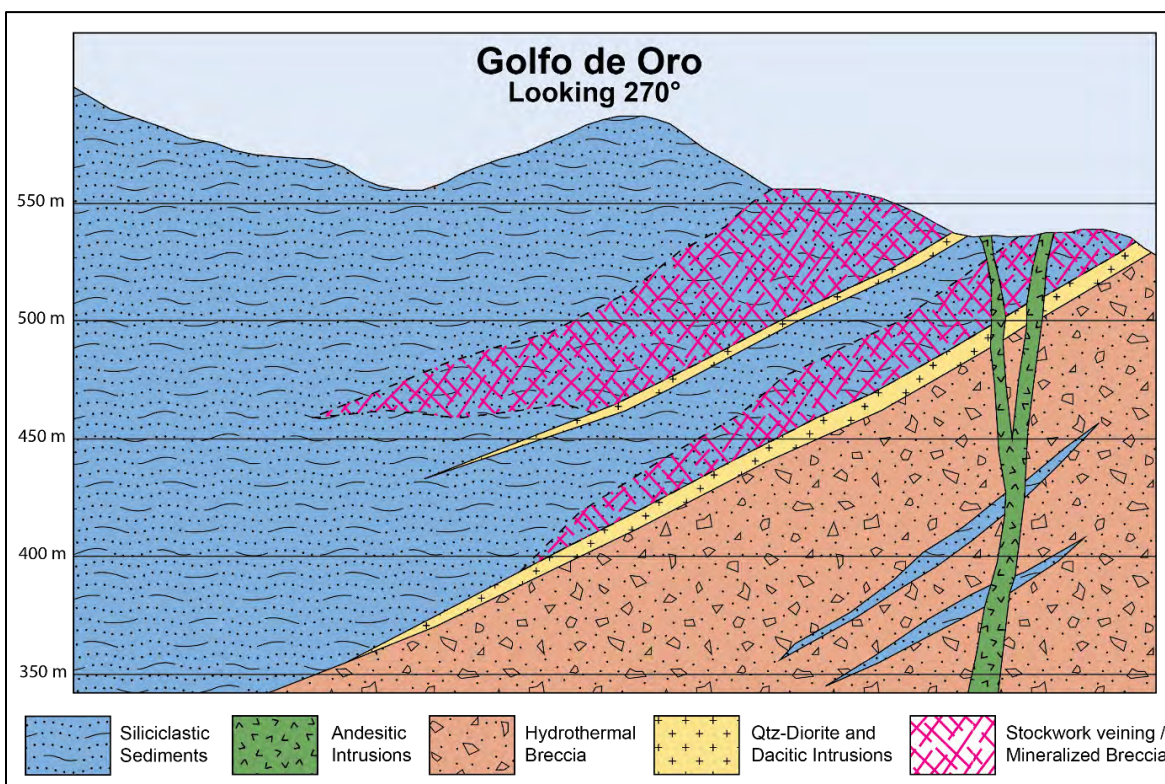 Golfo de Oro
Looking 270°
550 m
500 m
450 m
400 m
350 m
Siliciclastic
Sediments
Andesitic
Intrusions
Hydrothermal
Breccia
Qtz-Diorite and
Dacitic Intrusions
Stockwork veining /
Mineralized Breccia